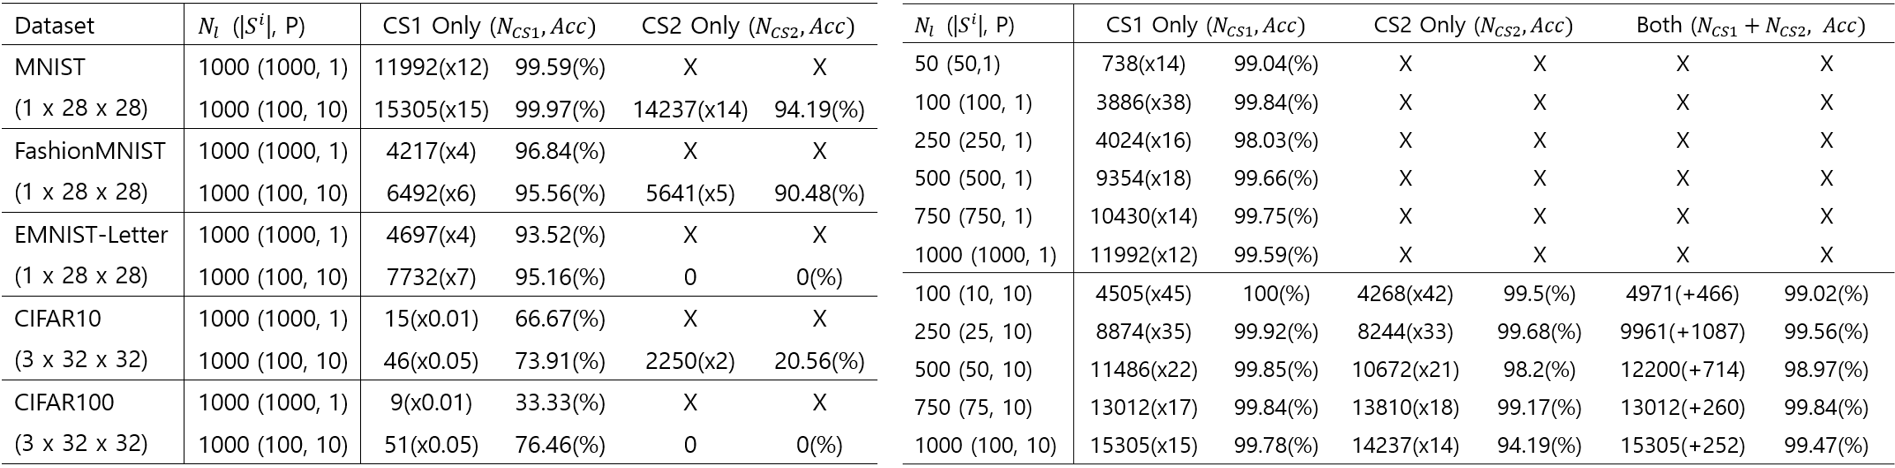 Dataset N_l (|S^i|, P) CS1 Only (N_CS1, Acc) CS2 Only (N_CS2, Acc)
MNIST 1000 (1000, 1) 11992(x12) 99.59(%) X X
(1 x 28 x 28) 1000 (100, 10) 15305(x15) 99.97(%) 14237(x14) 94.19(%)
FashionMNIST 1000 (1000, 1) 4217(x4) 96.84(%) X X
(1 x 28 x 28) 1000 (100, 10) 6492(x6) 95.56(%) 5641(x5) 90.48(%)
EMNIST-Letter 1000 (1000, 1) 4697(x4) 93.52(%) X X
(1 x 28 x 28) 1000 (100, 10) 7732(x7) 95.16(%) 0 0(%)
CIFAR10 1000 (1000, 1) 15(x0.01) 66.67(%) X X
(3 x 32 x 32) 1000 (100, 10) 46(x0.05) 73.91(%) 2250(x2) 20.56(%)
CIFAR100 1000 (1000, 1) 9(x0.01) 33.33(%) X X
(3 x 32 x 32) 1000 (100, 10) 51(x0.05) 76.46(%) 0 0(%)
N_l (|S^i|, P) CS1 Only (N_CS1, Acc) CS2 Only (N_CS2, Acc) Both (N_CS1 + N_CS2, Acc)
50 (50,1) 738(x14) 99.04(%) X X X X
100 (100, 1) 3886(x38) 99.84(%) X X X X
250 (250, 1) 4024(x16) 98.03(%) X X X X
500 (500, 1) 9354(x18) 99.66(%) X X X X
750 (750, 1) 10430(x14) 99.75(%) X X X X
1000 (1000, 1) 11992(x12) 99.59(%) X X X X
100 (10, 10) 4505(x45) 100(%) 4268(x42) 99.5(%) 4971(+466) 99.02(%)
250 (25, 10) 8874(x35) 99.92(%) 8244(x33) 99.68(%) 9961(+1087) 99.56(%)
500 (50, 10) 11486(x22) 99.85(%) 10672(x21) 98.2(%) 12200(+714) 98.97(%)
750 (75, 10) 13012(x17) 99.84(%) 13810(x18) 99.17(%) 13012(+260) 99.84(%)
1000 (100, 10) 15305(x15) 99.78(%) 14237(x14) 94.19(%) 15305(+252) 99.47(%)